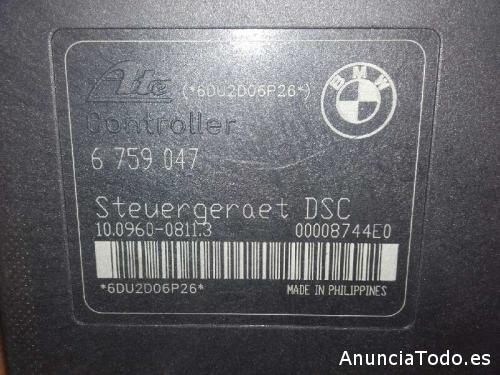 Ate (*6DU2D06P26*) BMW
Controller
6 759 047
Steuergeraet DSC
10.0960-0811.3 00008744E0
*6DU2D06P26* MADE IN PHILIPPINES
AnunciaTodo.es